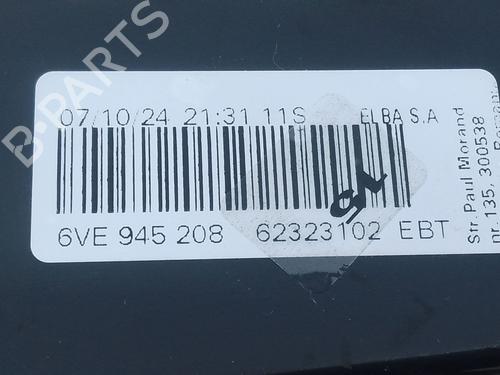 07/10/24 21:31 11S ELBA S.A
6VE 945 208 62323102 EBT
Str. Paul Morand
nr. 135, 300538
B-PARTS